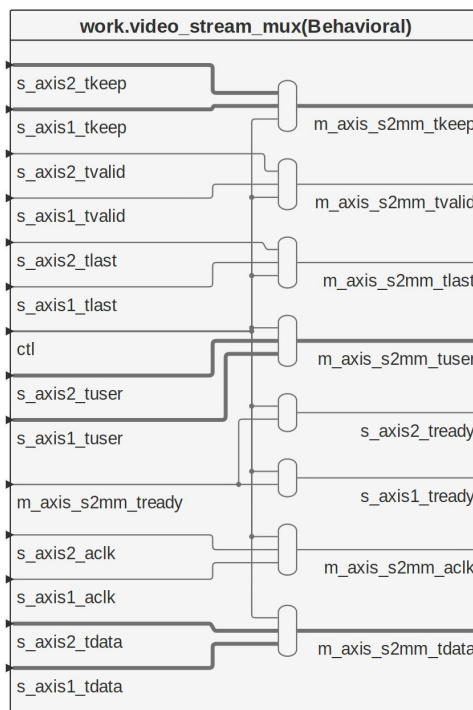 work.video_stream_mux(Behavioral)
s_axis2_tkeep
s_axis1_tkeep
m_axis_s2mm_tkeep
s_axis2_tvalid
m_axis_s2mm_tvalid
s_axis1_tvalid
s_axis2_tlast
m_axis_s2mm_tlast
s_axis1_tlast
ctl
m_axis_s2mm_tuser
s_axis2_tuser
s_axis1_tuser
s_axis2_tready
m_axis_s2mm_tready
s_axis1_tready
s_axis2_aclk
m_axis_s2mm_aclk
s_axis1_aclk
s_axis2_tdata
m_axis_s2mm_tdata
s_axis1_tdata